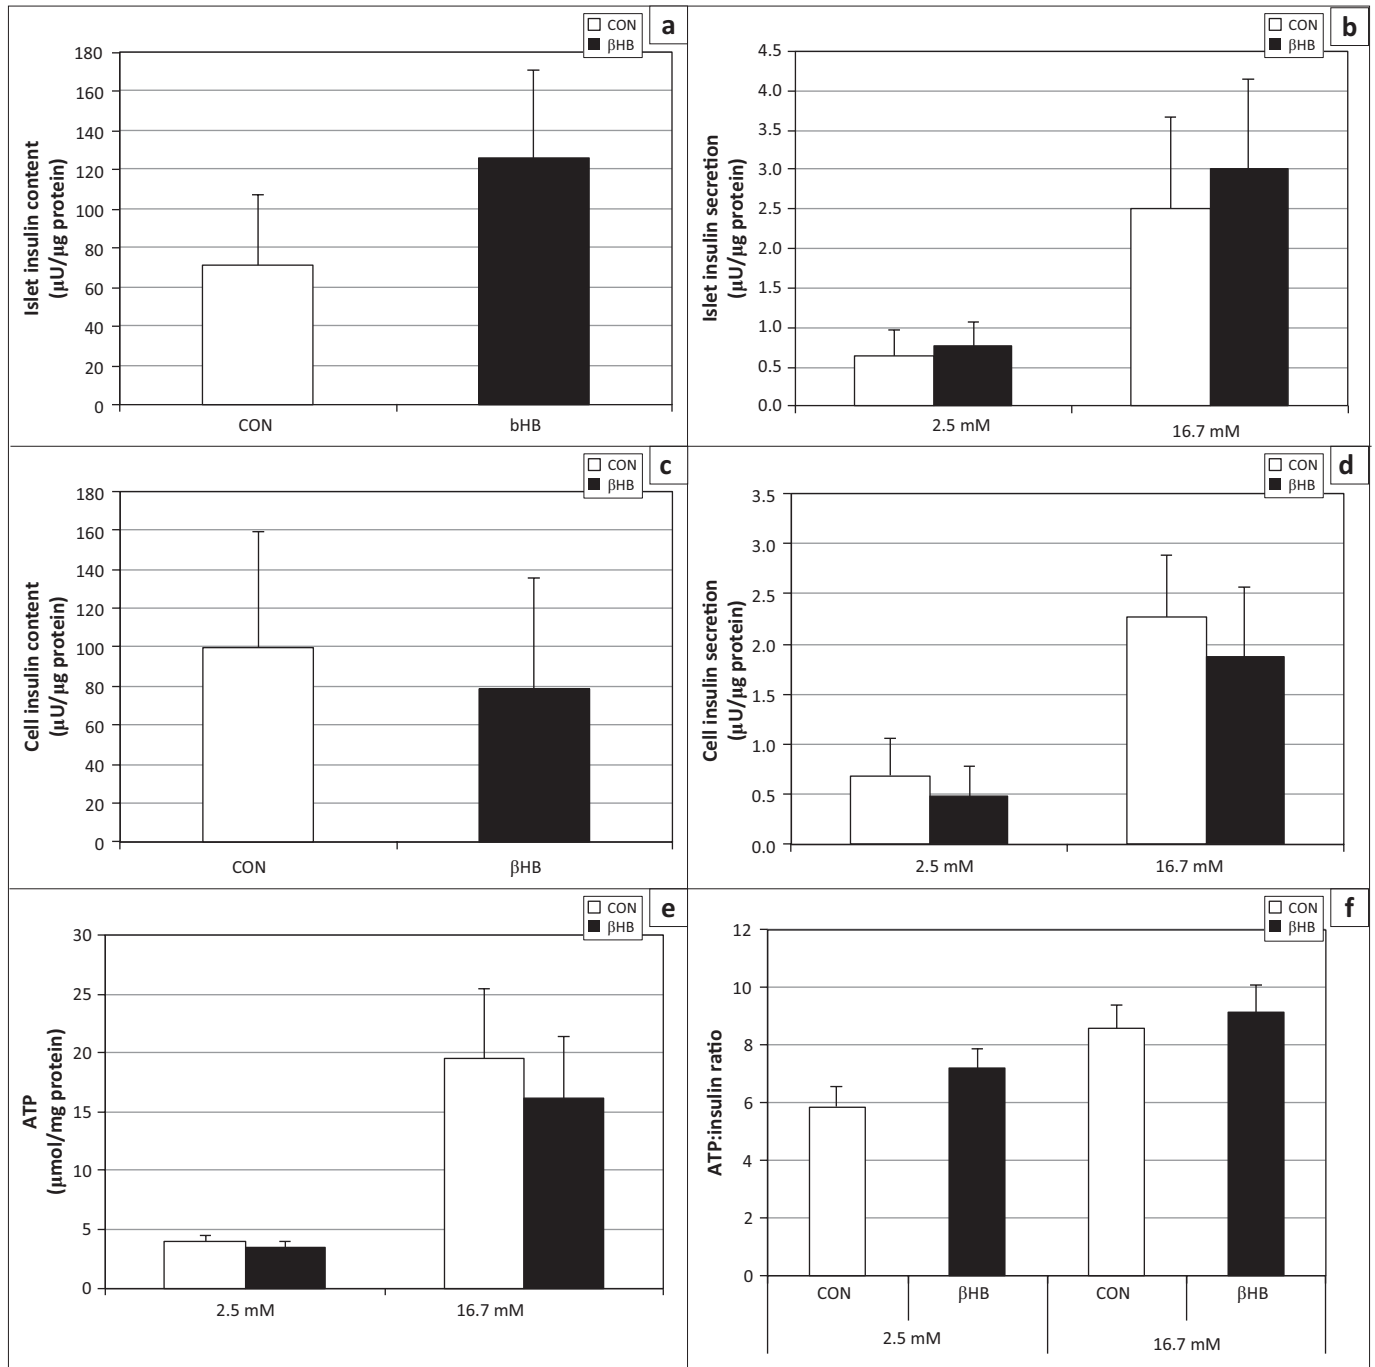 CON
βHB
a
Islet insulin content
(μU/μg protein)
180
160
140
120
100
80
60
40
20
0
CON
bHB
CON
βHB
b
Islet insulin secretion
(μU/μg protein)
4.5
4.0
3.5
3.0
2.5
2.0
1.5
1.0
0.5
0.0
2.5 mM
16.7 mM
CON
βHB
c
Cell insulin content
(μU/μg protein)
180
160
140
120
100
80
60
40
20
0
CON
βHB
CON
βHB
d
Cell insulin secretion
(μU/μg protein)
3.5
3.0
2.5
2.0
1.5
1.0
0.5
0.0
2.5 mM
16.7 mM
CON
βHB
e
ATP
(μmol/mg protein)
30
25
20
15
10
5
0
2.5 mM
16.7 mM
CON
βHB
f
ATP:insulin ratio
12
10
8
6
4
2
0
CON
βHB
CON
βHB
2.5 mM
16.7 mM